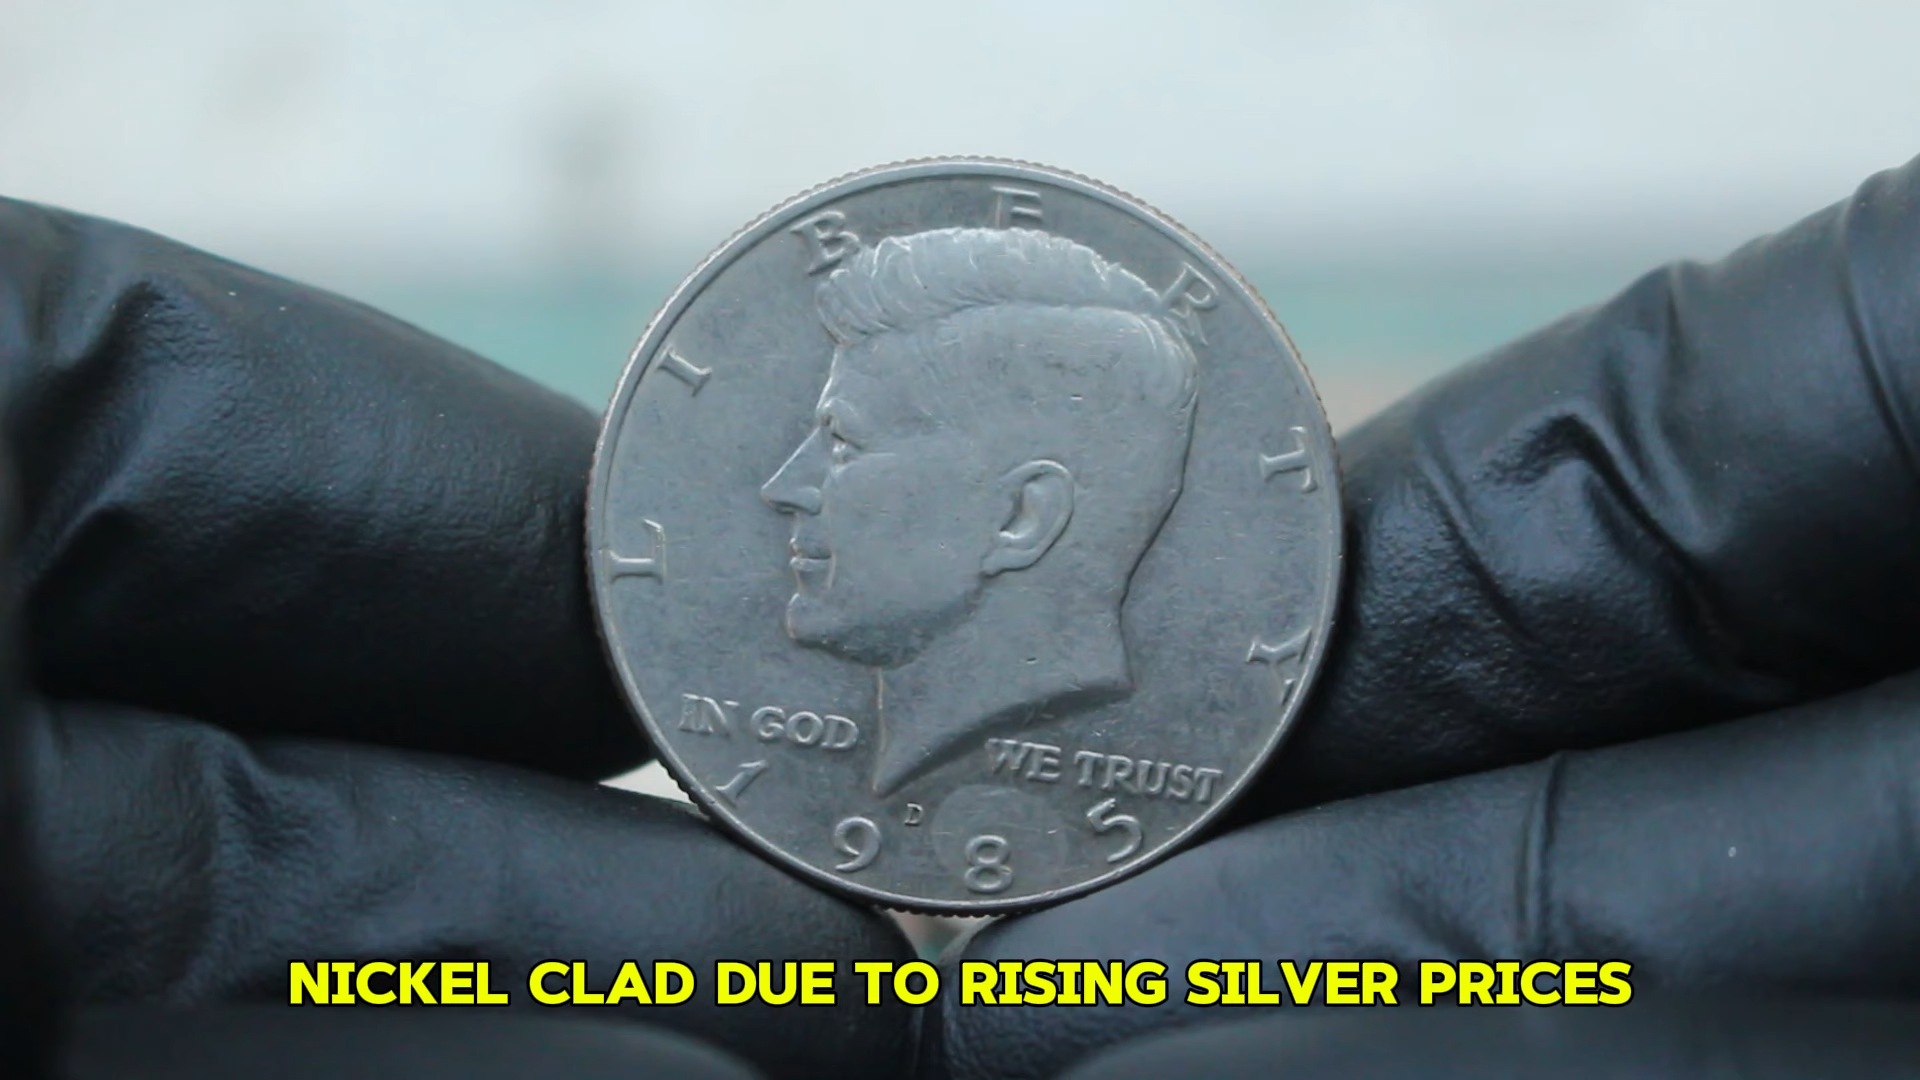 LIBERTY
IN GOD WE TRUST
D
1985
NICKEL CLAD DUE TO RISING SILVER PRICES